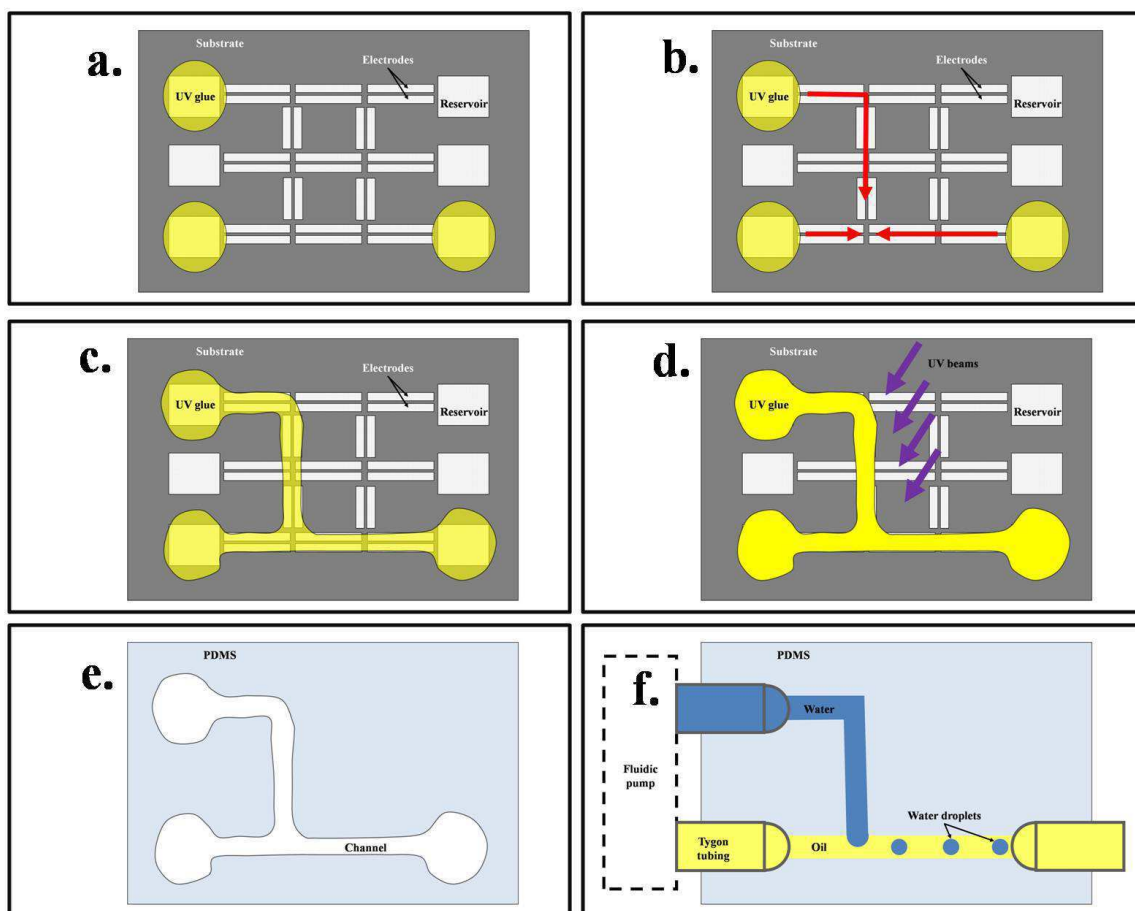 a.
Substrate
Electrodes
UV glue
Reservoir
b.
Substrate
Electrodes
UV glue
Reservoir
c.
Substrate
Electrodes
UV glue
Reservoir
d.
Substrate
UV beams
UV glue
Reservoir
e.
PDMS
Channel
f.
PDMS
Water
Fluidic
pump
Water droplets
Tygon
tubing
Oil